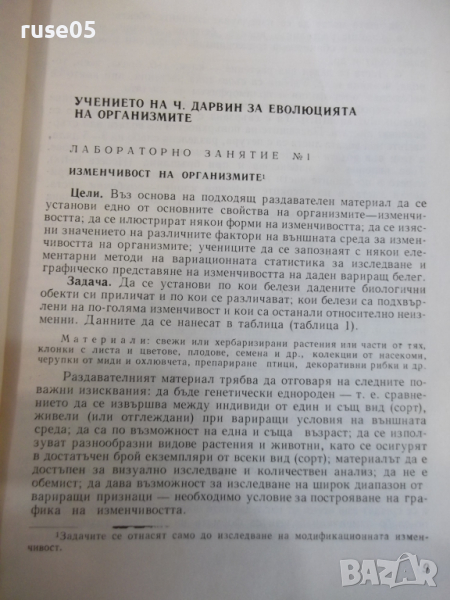 ruse05
УЧЕНИЕТО НА Ч. ДАРВИН ЗА ЕВОЛЮЦИЯТА
НА ОРГАНИЗМИТЕ
ЛАБОРАТОРНО ЗАНЯТИЕ №1
ИЗМЕНЧИВОСТ НА ОРГАНИЗМИТЕ¹
Цели. Въз основа на подходящ раздавателен материал да се
установи едно от основните свойства на организмите—изменчи-
востта; да се илюстрират някои форми на изменчивостта; да се изяс-
ни значението на различните фактори на външната среда за измен-
чивостта на организмите; учениците да се запознаят с някои еле-
ментарни методи на вариационната статистика за изследване и
графическо представяне на изменчивостта на даден вариращ белег.
Задача. Да се установи по кои белези дадените биологични
обекти си приличат и по кои се различават; кои белези са подхвър-
лени на по-голяма изменчивост и кои са останали относително неиз-
менни. Данните да се нанесат в таблица (таблица 1).
Материали: свежи или хербаризирани растения или части от тях,
клонки с листа и цветове, плодове, семена и др., колекции от насекоми,
черупки от миди и охлювчета, препарирани птици, декоративни рибки и др.
Раздавателният материал трябва да отговаря на следните по-
важни изисквания: да бъде генетически еднороден — т. е. сравне-
нието да се извършва между индивиди от един и същ вид (сорт),
живели (или отглеждани) при вариращи условия на външната
среда; да са по възможност на една и съща възраст; да се изпол-
зуват разнообразни видове растения и животни, като се осигурят
в достатъчен брой екземпляри от всеки вид (сорт); материалът да е
достъпен за визуално изследване и количествен анализ; да не е
обемист; да дава възможност за изследване на широк диапазон от
вариращи признаци — необходимо условие за построяване на гра-
фика на изменчивостта.
¹Задачите се отнасят само до изследване на модификационната измен-
чивост.
БАЗАР
bazar.bg